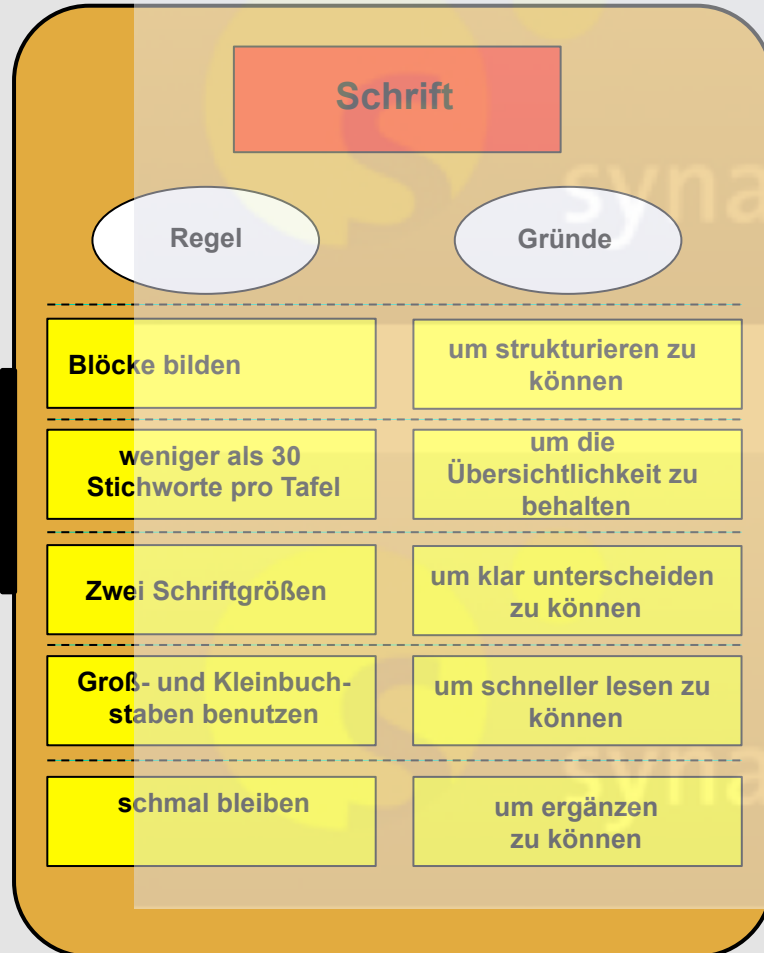 Schrift
syna
Regel
Gründe
Blöcke bilden
um strukturieren zu
können
weniger als 30
Stichworte pro Tafel
um die
Übersichtlichkeit zu
behalten
Zwei Schriftgrößen
um klar unterscheiden
zu können
Groß- und Kleinbuch-
staben benutzen
um schneller lesen zu
können
schmal bleiben
um ergänzen
zu können
syna